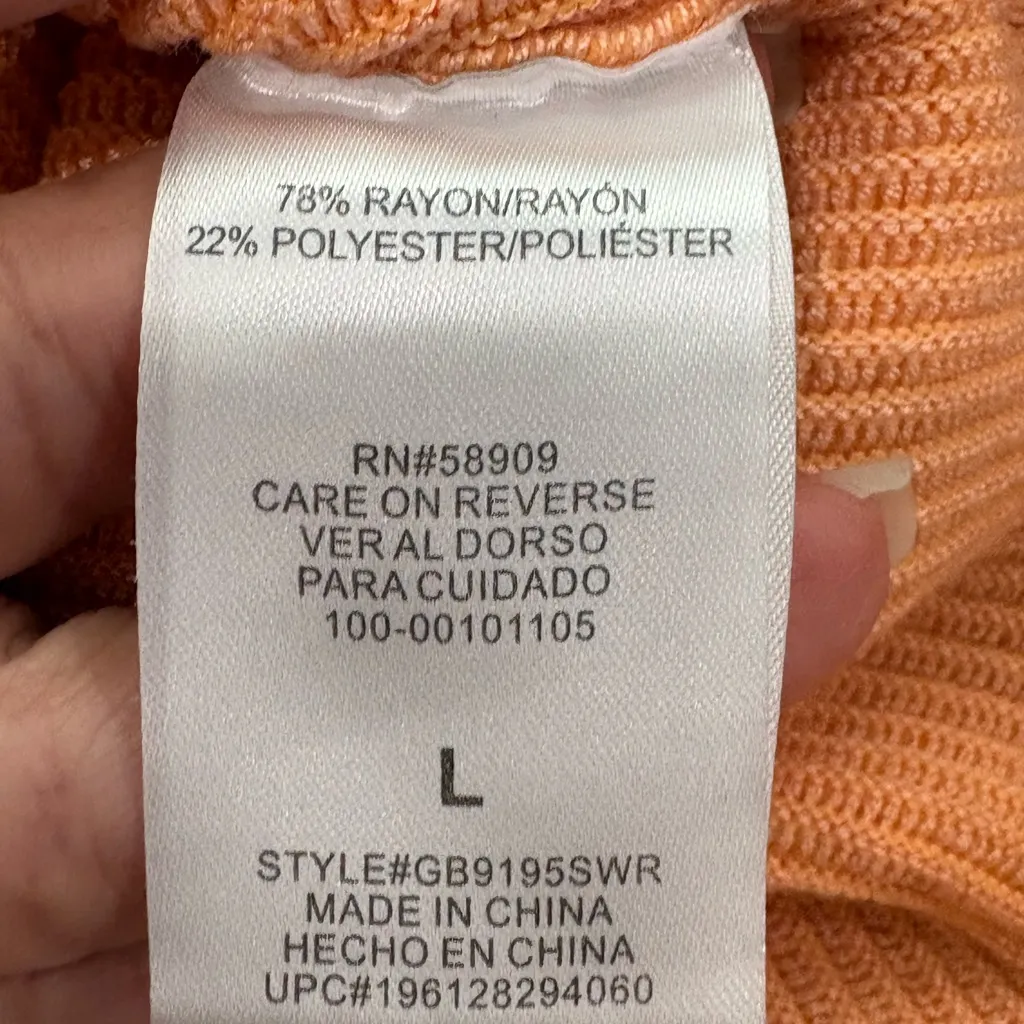 78% RAYON/RAYÓN
22% POLYESTER/POLIÉSTER
RN#58909
CARE ON REVERSE
VER AL DORSO
PARA CUIDADO
100-00101105
L
STYLE#GB9195SWR
MADE IN CHINA
HECHO EN CHINA
UPC#196128294060